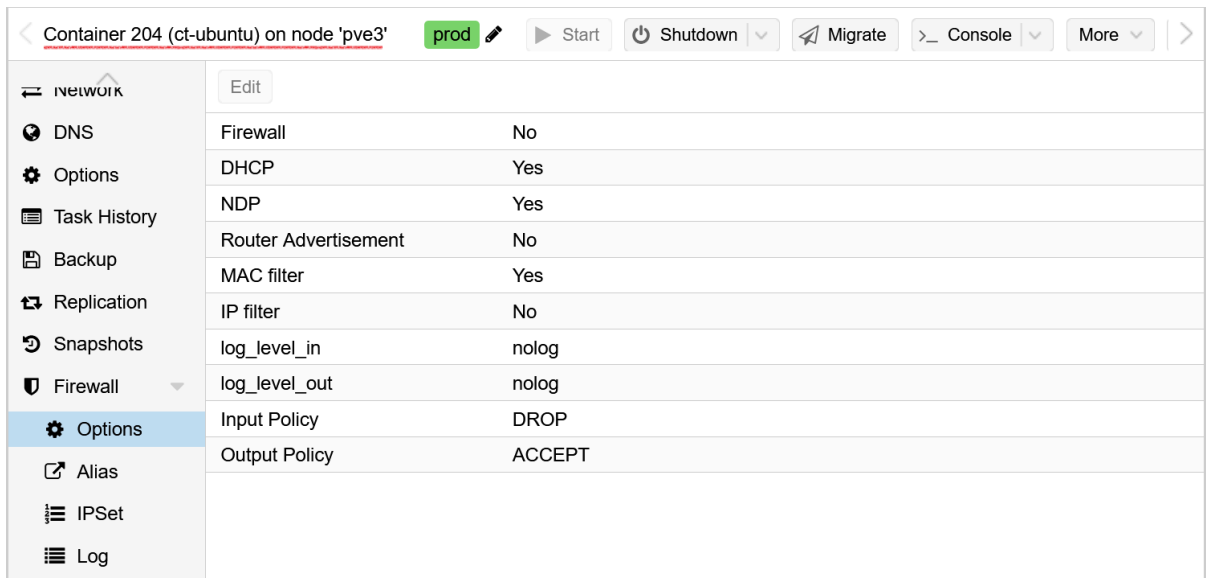 Container 204 (ct-ubuntu) on node 'pve3' prod Start Shutdown Migrate >_ Console More
Network
DNS
Options
Task History
Backup
Replication
Snapshots
Firewall
Options
Alias
IPSet
Log
Edit
Firewall No
DHCP Yes
NDP Yes
Router Advertisement No
MAC filter Yes
IP filter No
log_level_in nolog
log_level_out nolog
Input Policy DROP
Output Policy ACCEPT